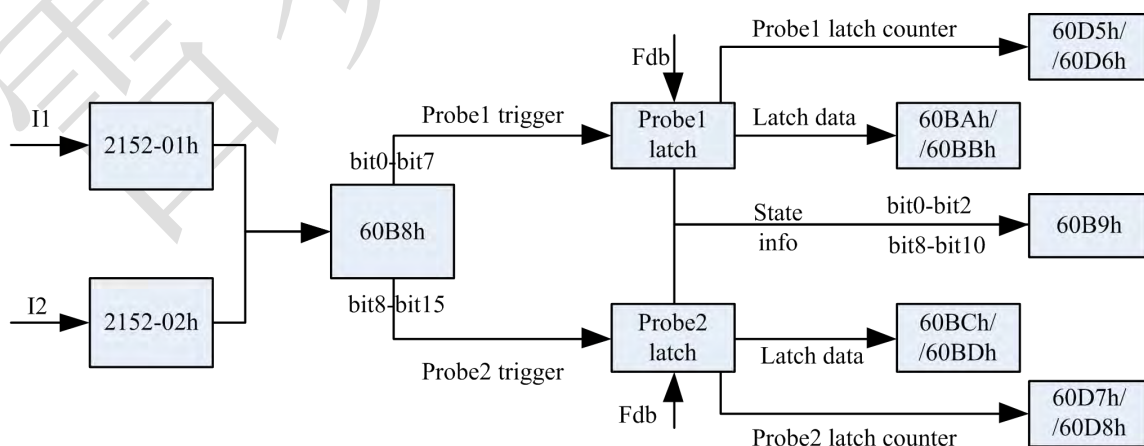 Probe1 latch counter
60D5h/
/60D6h
Fdb
I1
2152-01h
Probe1 trigger
Probe1
latch
Latch data
60BAh/
/60BBh
bit0-bit7
60B8h
State
info
bit0-bit2
bit8-bit10
60B9h
bit8-bit15
I2
2152-02h
Probe2 trigger
Probe2
latch
Latch data
60BCh/
/60BDh
Fdb
Probe2 latch counter
60D7h/
/60D8h